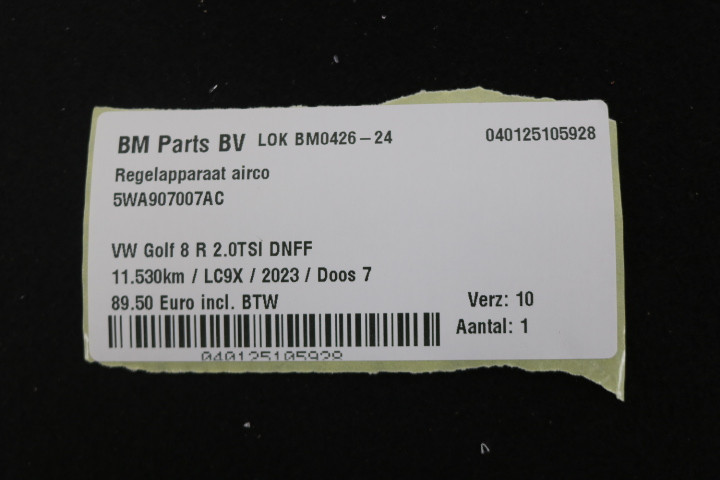 BM Parts BV LOK BM0426-24 040125105928
Regelapparaat airco
5WA907007AC
VW Golf 8 R 2.0TSI DNFF
11.530km / LC9X / 2023 / Doos 7
89.50 Euro incl. BTW Verz: 10
Aantal: 1
040125105928